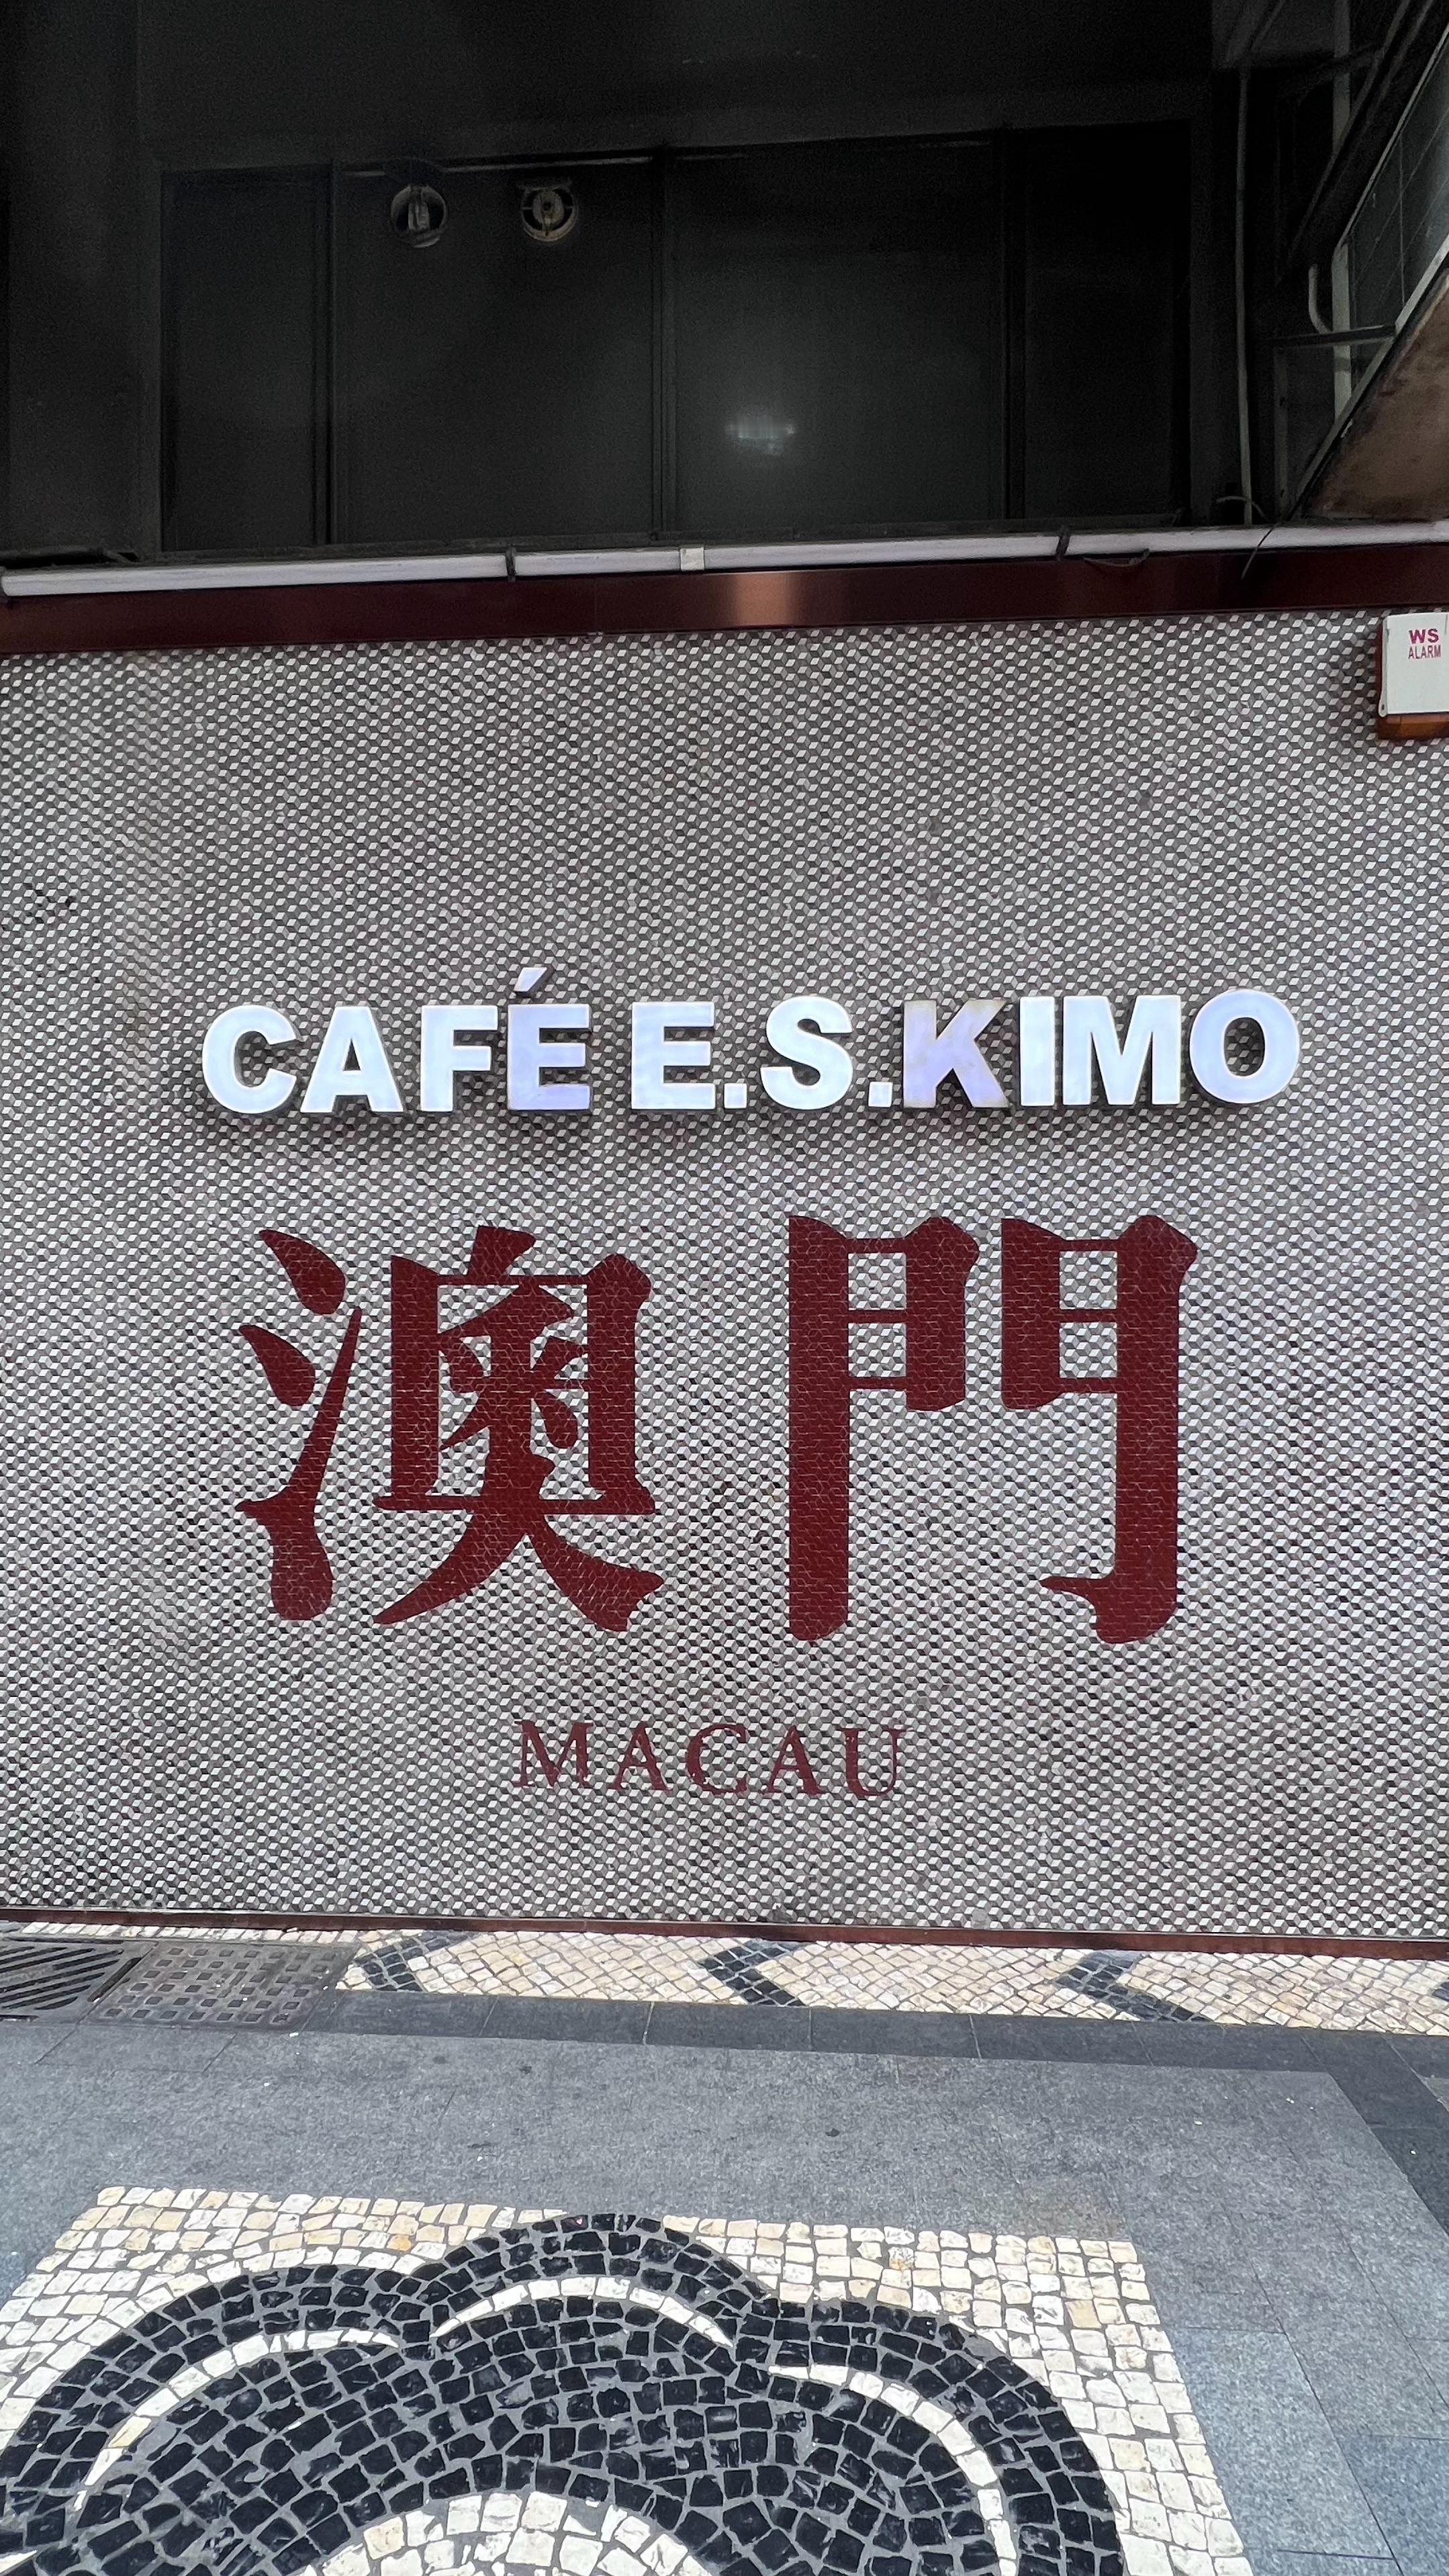 WS
ALARM
CAFÉ E.S.KIMO
澳門
MACAU